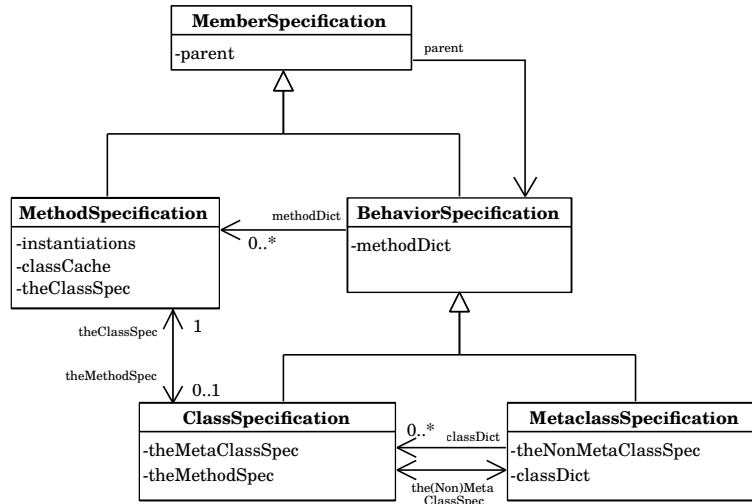 MemberSpecification
-parent
parent
MethodSpecification
-instantiations
-classCache
-theClassSpec
methodDict
0..*
BehaviorSpecification
-methodDict
theClassSpec
1
theMethodSpec
0..1
ClassSpecification
-theMetaClassSpec
-theMethodSpec
0..*
classDict
the(Non)Meta
ClassSpec
MetaclassSpecification
-theNonMetaClassSpec
-classDict